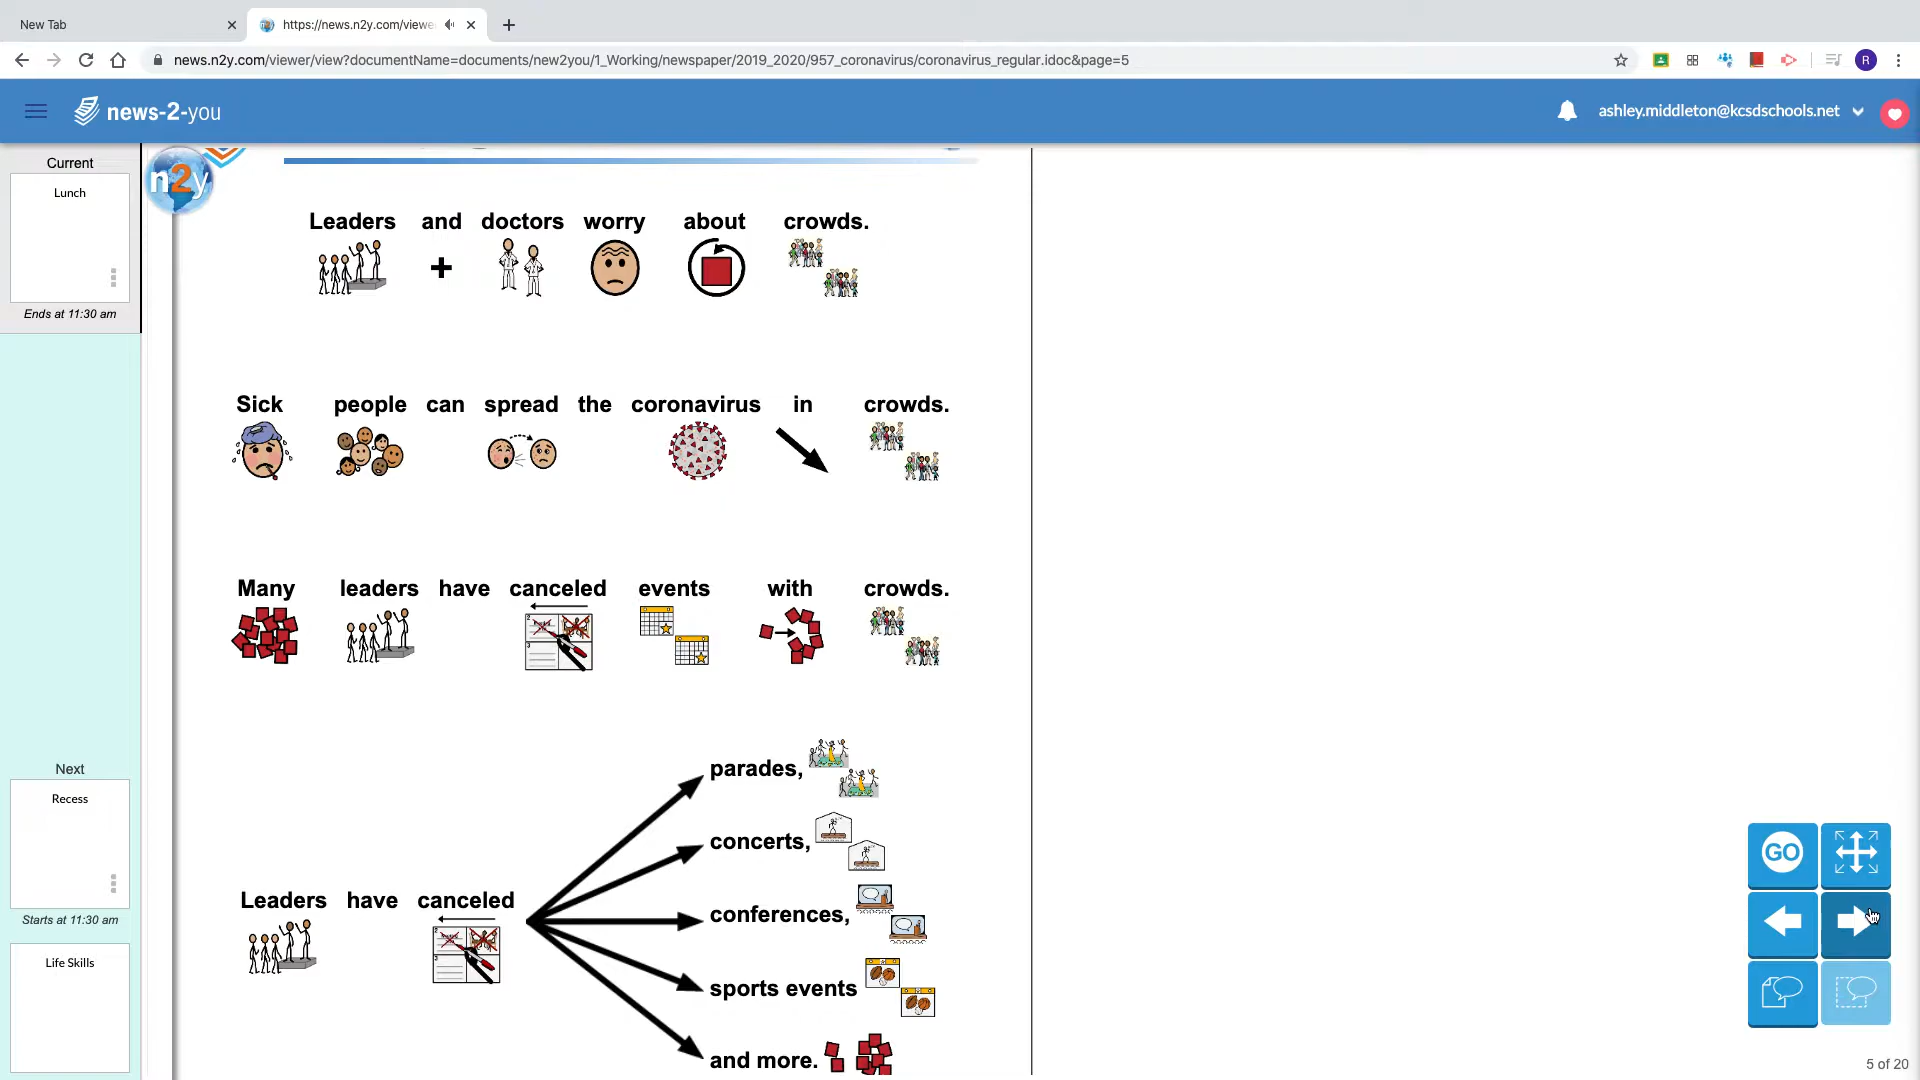 New Tab
https://news.n2y.com/viewe
news.n2y.com/viewer/view?documentName=documents/new2you/1_Working/newspaper/2019_2020/957_coronavirus/coronavirus_regular.idoc&page=5
R
news-2-you
ashley.middleton@kcsdschools.net
Current
Lunch
Ends at 11:30 am
Next
Recess
Starts at 11:30 am
Life Skills
n2y
Leaders and doctors worry about crowds.
Sick people can spread the coronavirus in crowds.
Many leaders have canceled events with crowds.
Leaders have canceled
parades,
concerts,
conferences,
sports events
and more.
GO
5 of 20